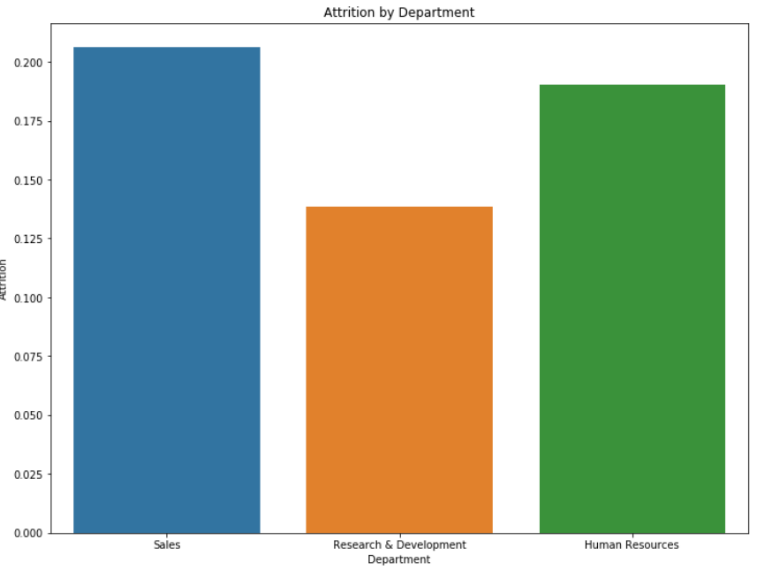 Attrition by Department
0.200
0.175
0.150
0.125
0.100
0.075
0.050
0.025
0.000
Attrition
Sales
Research & Development
Human Resources
Department